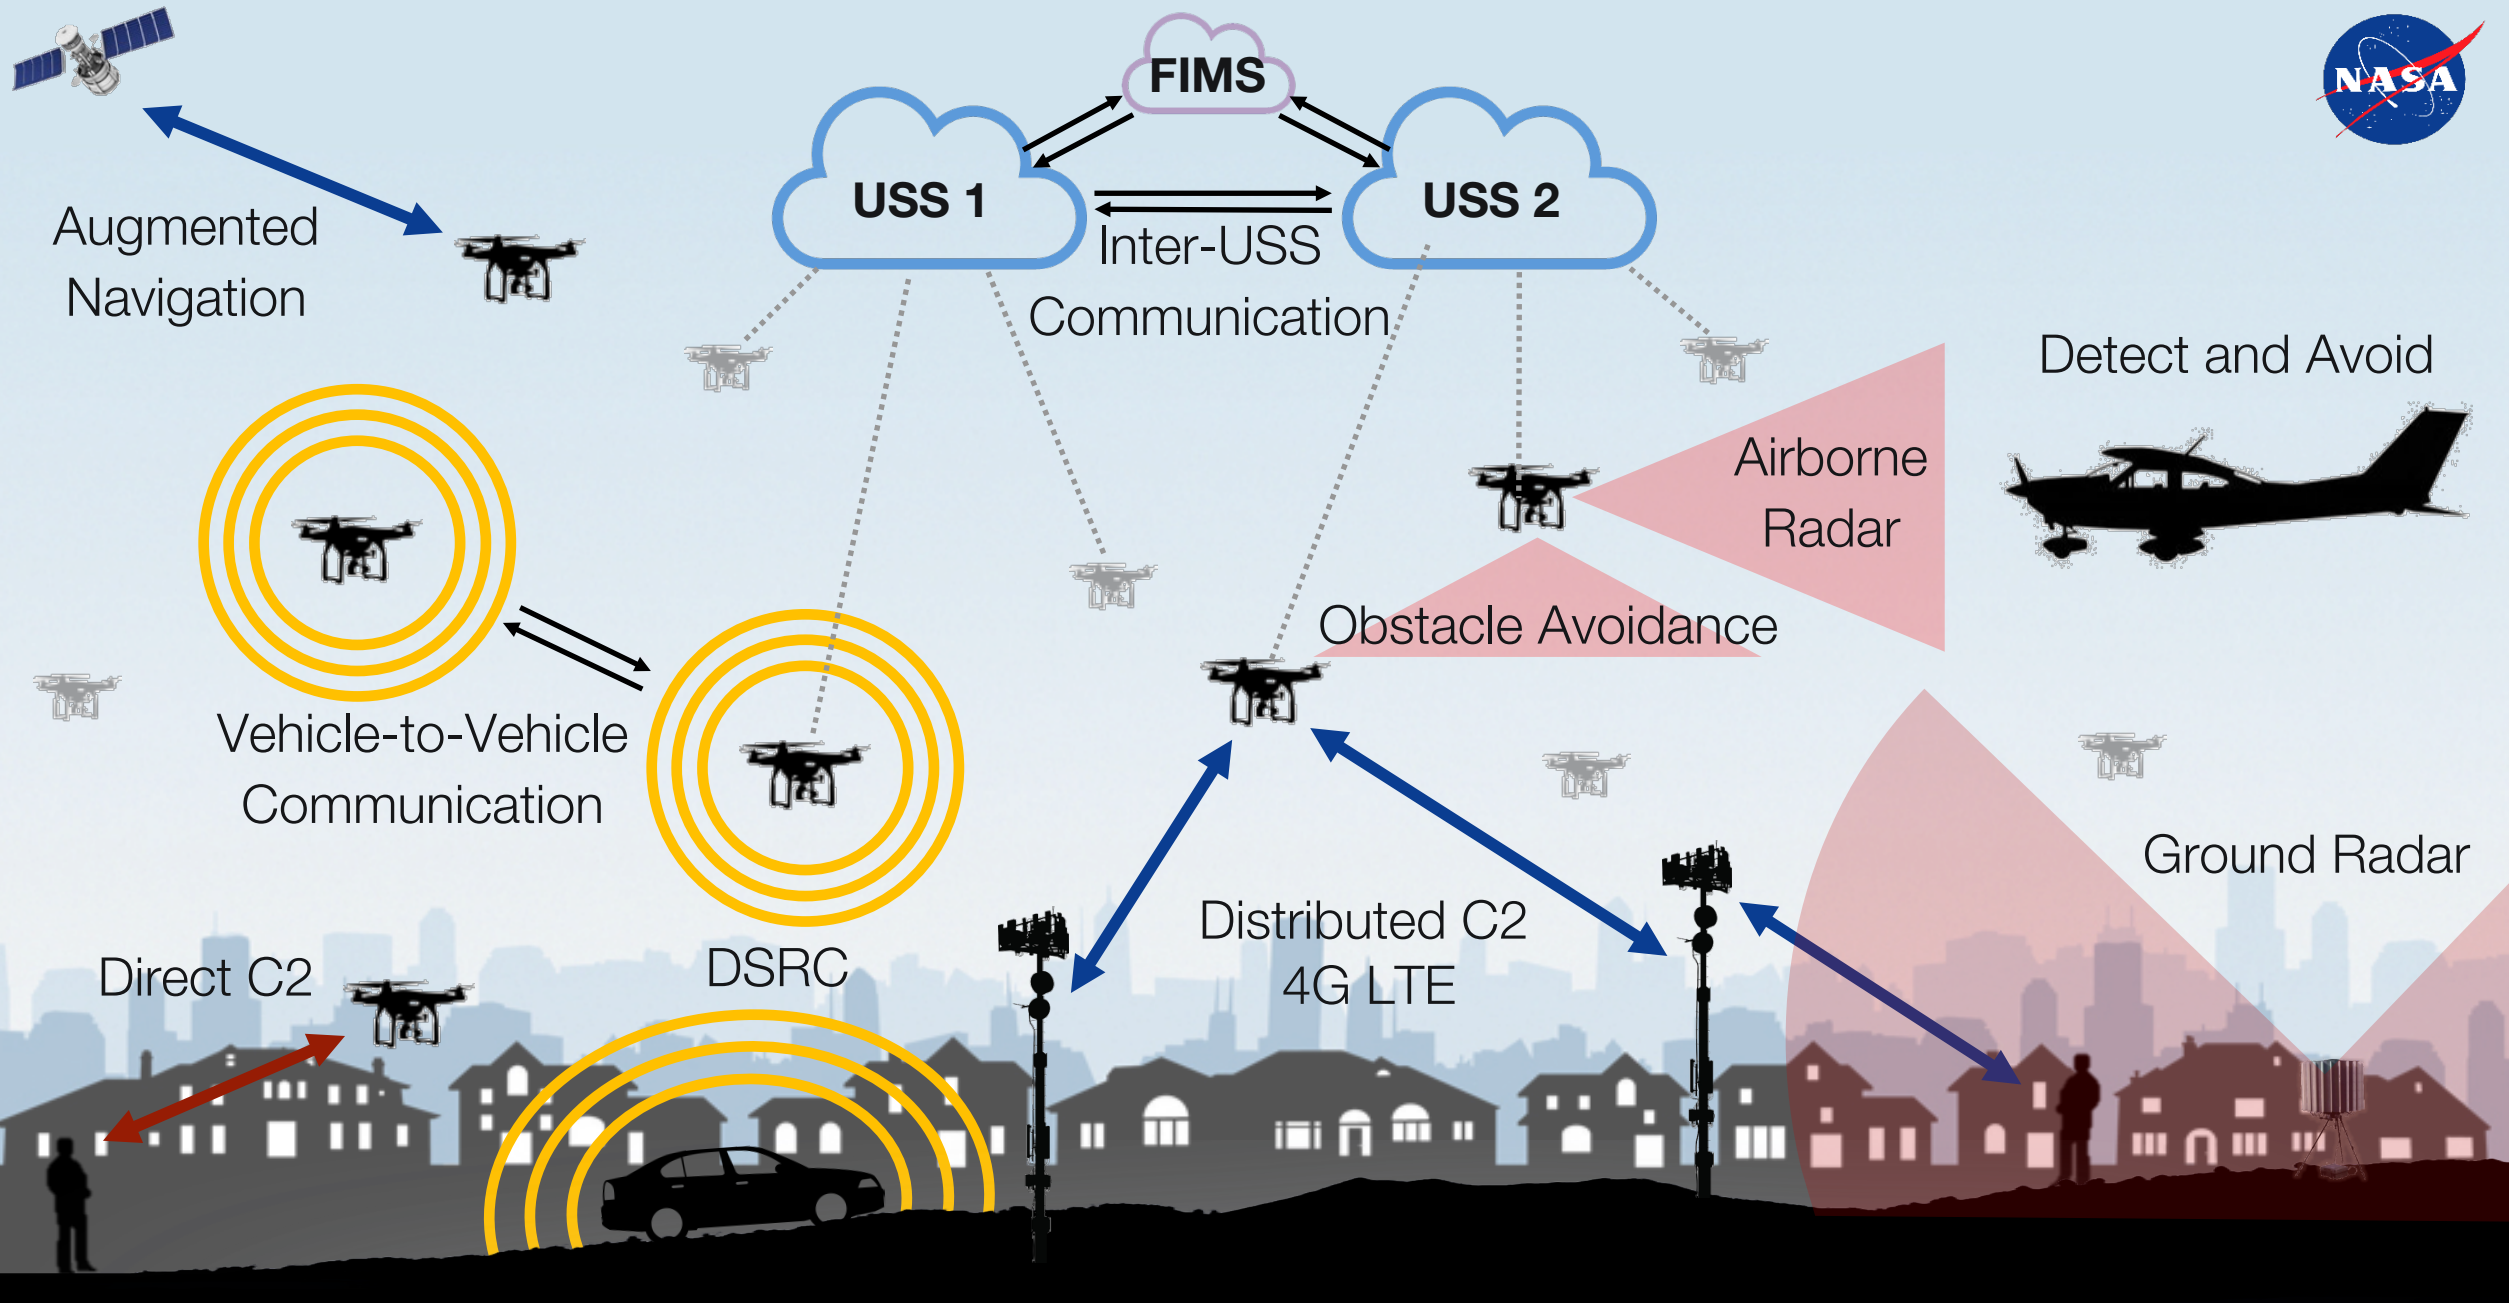 FIMS
NASA
USS 1
USS 2
Augmented
Navigation
Inter-USS
Communication
Detect and Avoid
Airborne
Radar
Obstacle Avoidance
Vehicle-to-Vehicle
Communication
Ground Radar
Distributed C2
4G LTE
DSRC
Direct C2